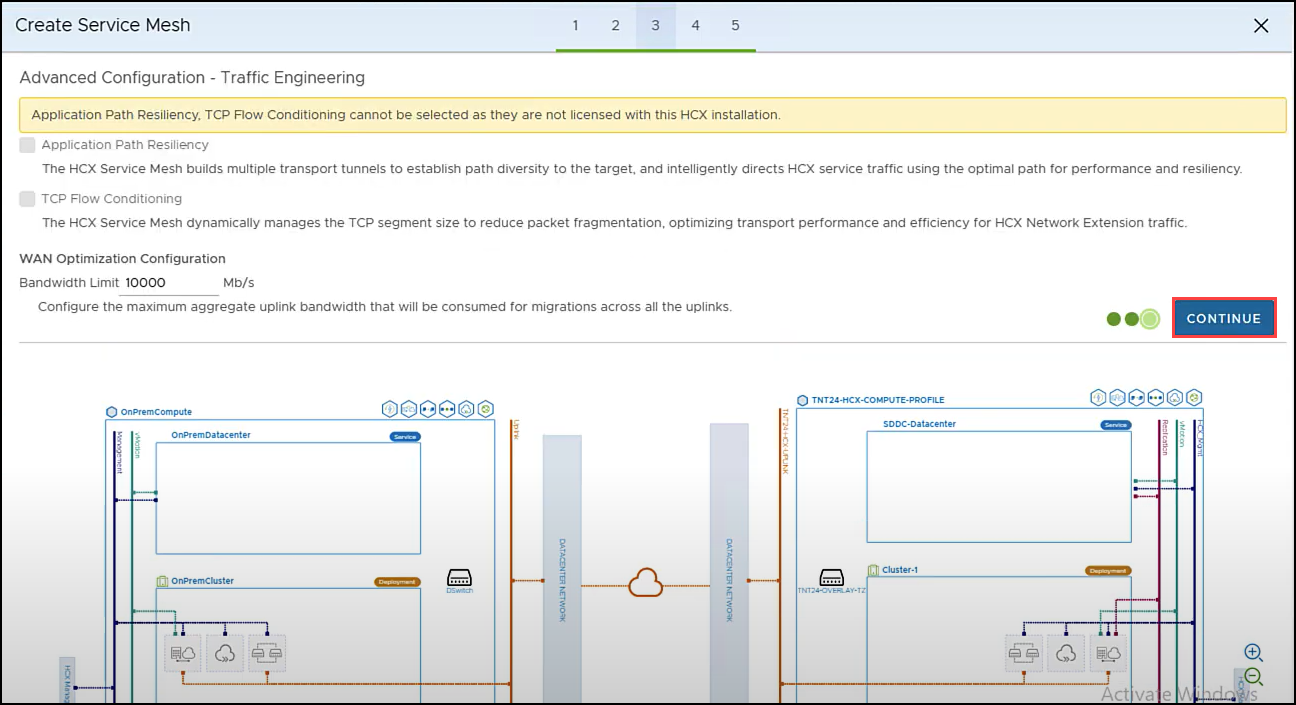 Create Service Mesh
1
2
3
4
5
Advanced Configuration - Traffic Engineering
Application Path Resiliency, TCP Flow Conditioning cannot be selected as they are not licensed with this HCX installation.
Application Path Resiliency
The HCX Service Mesh builds multiple transport tunnels to establish path diversity to the target, and intelligently directs HCX service traffic using the optimal path for performance and resiliency.
TCP Flow Conditioning
The HCX Service Mesh dynamically manages the TCP segment size to reduce packet fragmentation, optimizing transport performance and efficiency for HCX Network Extension traffic.
WAN Optimization Configuration
Bandwidth Limit 10000 Mb/s
Configure the maximum aggregate uplink bandwidth that will be consumed for migrations across all the uplinks.
CONTINUE
OnPremCompute
Management
vMotion
OnPremDatacenter
Service
OnPremCluster
Deployment
DSwitch
Uplink
DATACENTER NETWORK
DATACENTER NETWORK
TNT24-HCX-UPLINK
TNT24-HCX-COMPUTE-PROFILE
SDDC-Datacenter
Service
Replication
vMotion
HCX_Mgmt
TNT24-OVERLAY-TZ
Cluster-1
Deployment
HCX Manag
Activate Windows